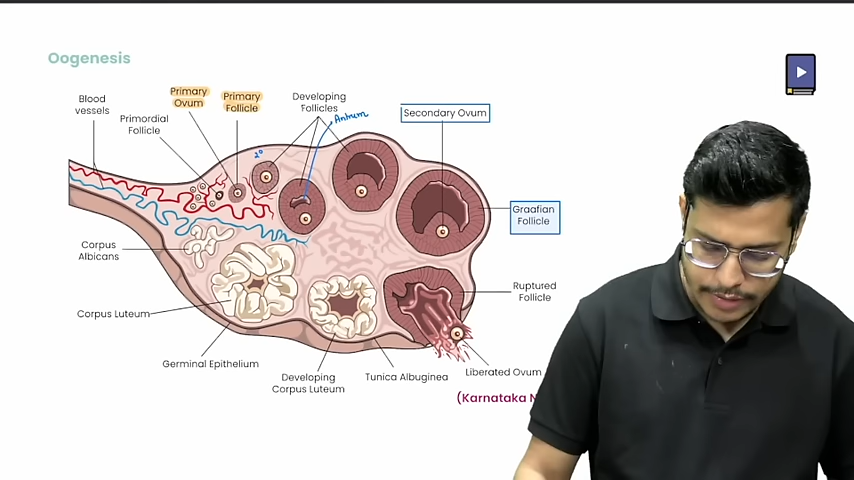 Oogenesis
Blood
vessels
Primordial
Follicle
Primary
Ovum
Primary
Follicle
Developing
Follicles
Antrum
2°
Secondary Ovum
Graafian
Follicle
Corpus
Albicans
Corpus Luteum
Germinal Epithelium
Developing
Corpus Luteum
Tunica Albuginea
Liberated Ovum
Ruptured
Follicle
(Karnataka